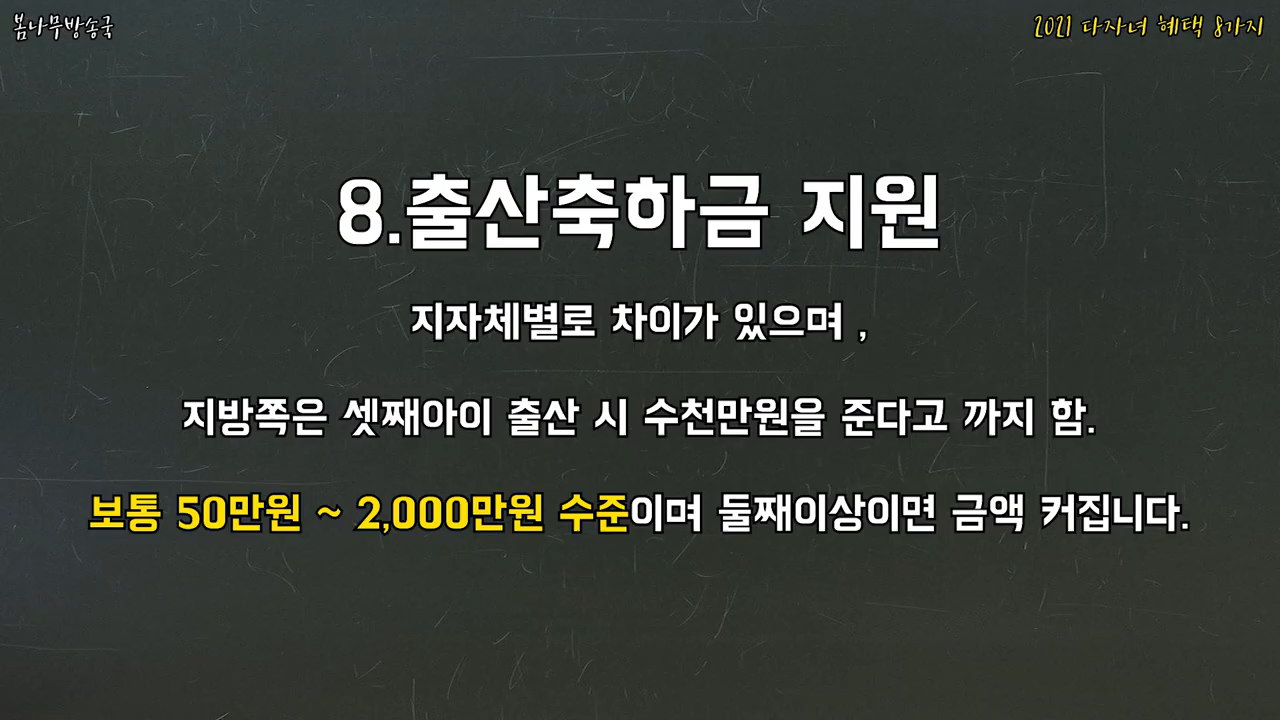 봄나무방송국
2021 다자녀 혜택 8가지
8.출산축하금 지원
지자체별로 차이가 있으며 ,
지방쪽은 셋째아이 출산 시 수천만원을 준다고 까지 함.
보통 50만원 ~ 2,000만원 수준이며 둘째이상이면 금액 커집니다.